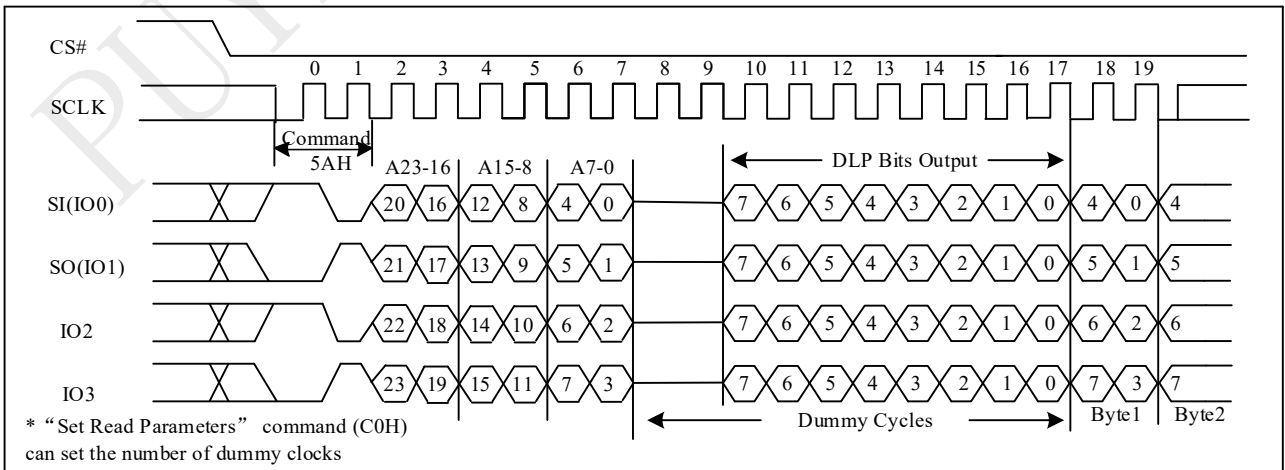 PUY
CS#
0 1 2 3 4 5 6 7 8 9 10 11 12 13 14 15 16 17 18 19
SCLK
Command
5AH
A23-16 A15-8 A7-0 DLP Bits Output
SI(IO0) 20 16 12 8 4 0 7 6 5 4 3 2 1 0 4 0 4
SO(IO1) 21 17 13 9 5 1 7 6 5 4 3 2 1 0 5 1 5
IO2 22 18 14 10 6 2 7 6 5 4 3 2 1 0 6 2 6
IO3 23 19 15 11 7 3 7 6 5 4 3 2 1 0 7 3 7
Dummy Cycles Byte1 Byte2
* “Set Read Parameters” command (C0H)
can set the number of dummy clocks